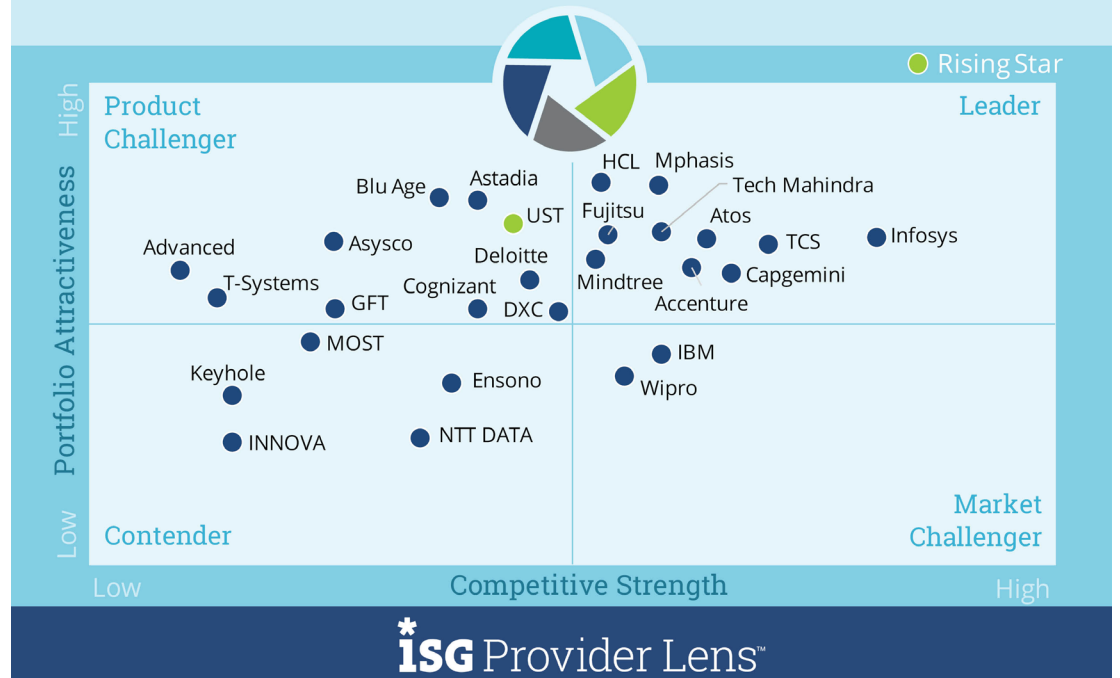 Rising Star
High
Product
Challenger
Leader
HCL
Mphasis
Astadia
Blu Age
Tech Mahindra
UST
Fujitsu
Atos
Advanced
Asysco
TCS
Infosys
Deloitte
T-Systems
Cognizant
Mindtree
Capgemini
GFT
DXC
Accenture
Portfolio Attractiveness
MOST
IBM
Keyhole
Ensono
Wipro
INNOVA
NTT DATA
Low
Contender
Market
Challenger
Low
Competitive Strength
High
*isG Provider Lens™